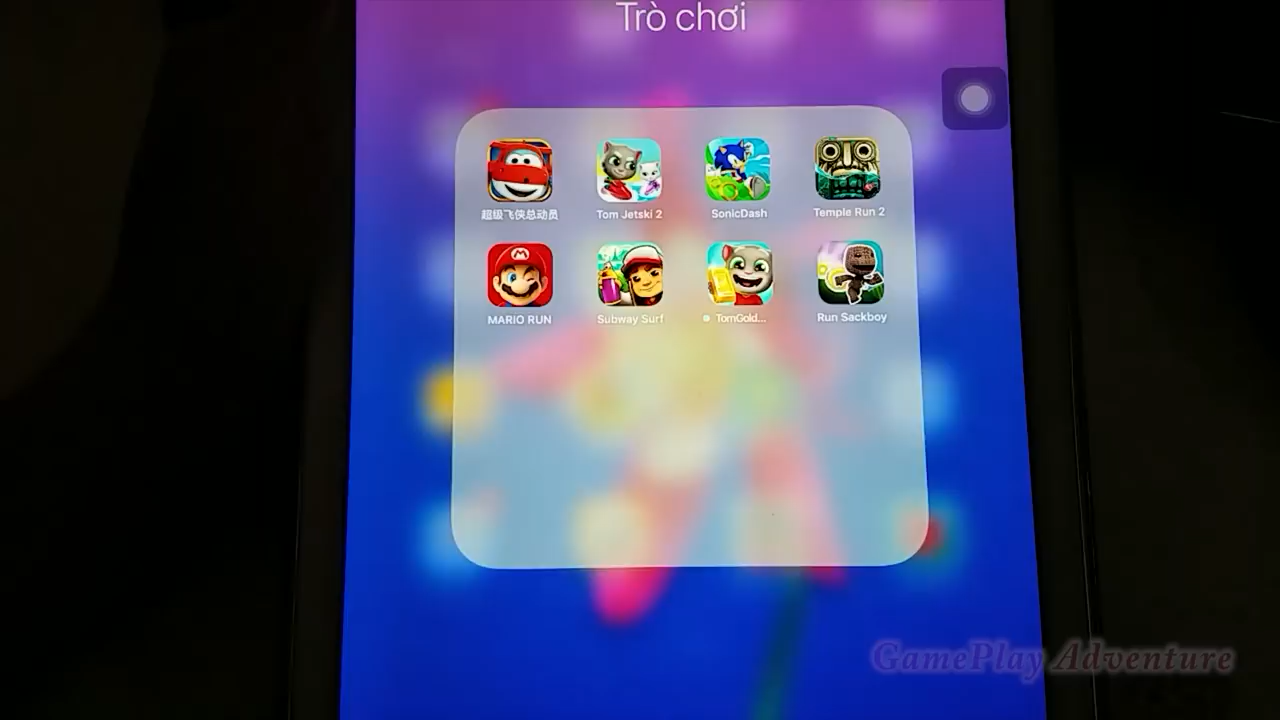 Trò chơi
超级飞侠总动员
Tom Jetski 2
SonicDash
Temple Run 2
MARIO RUN
Subway Surf
TomGold...
Run Sackboy
GamePlay Adventure